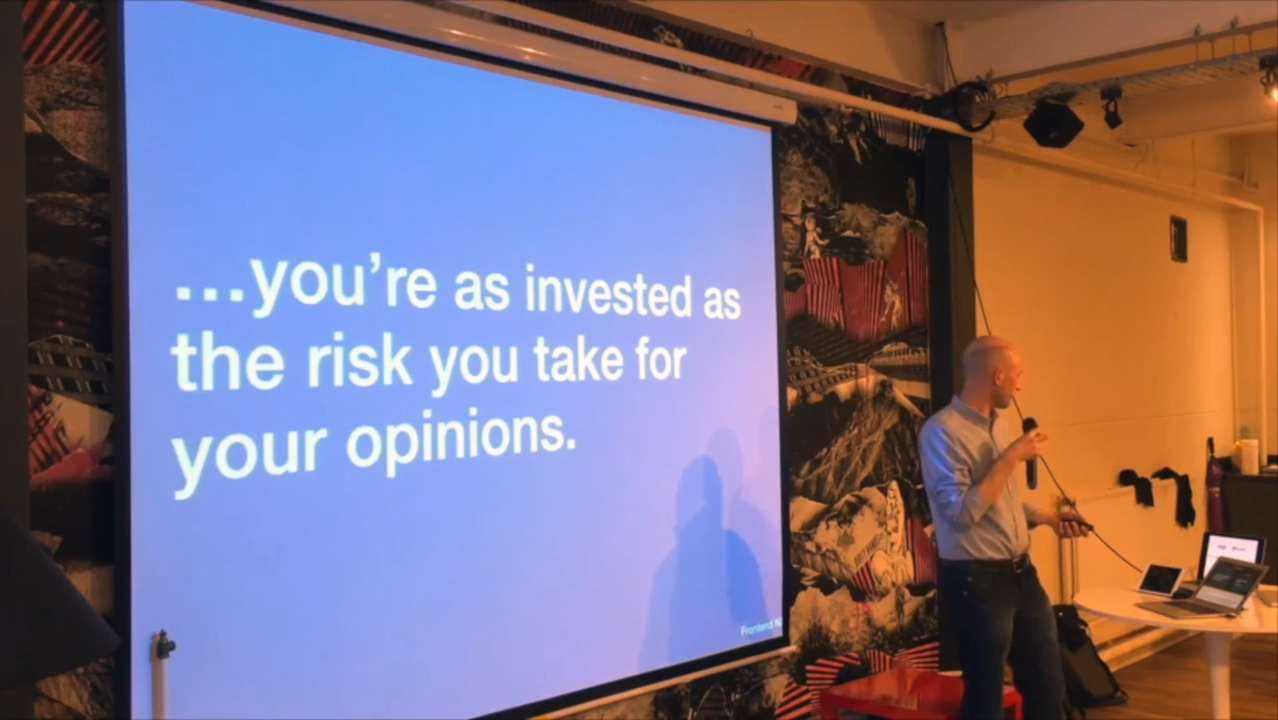 …you’re as invested as
the risk you take for
your opinions.
Frontend N